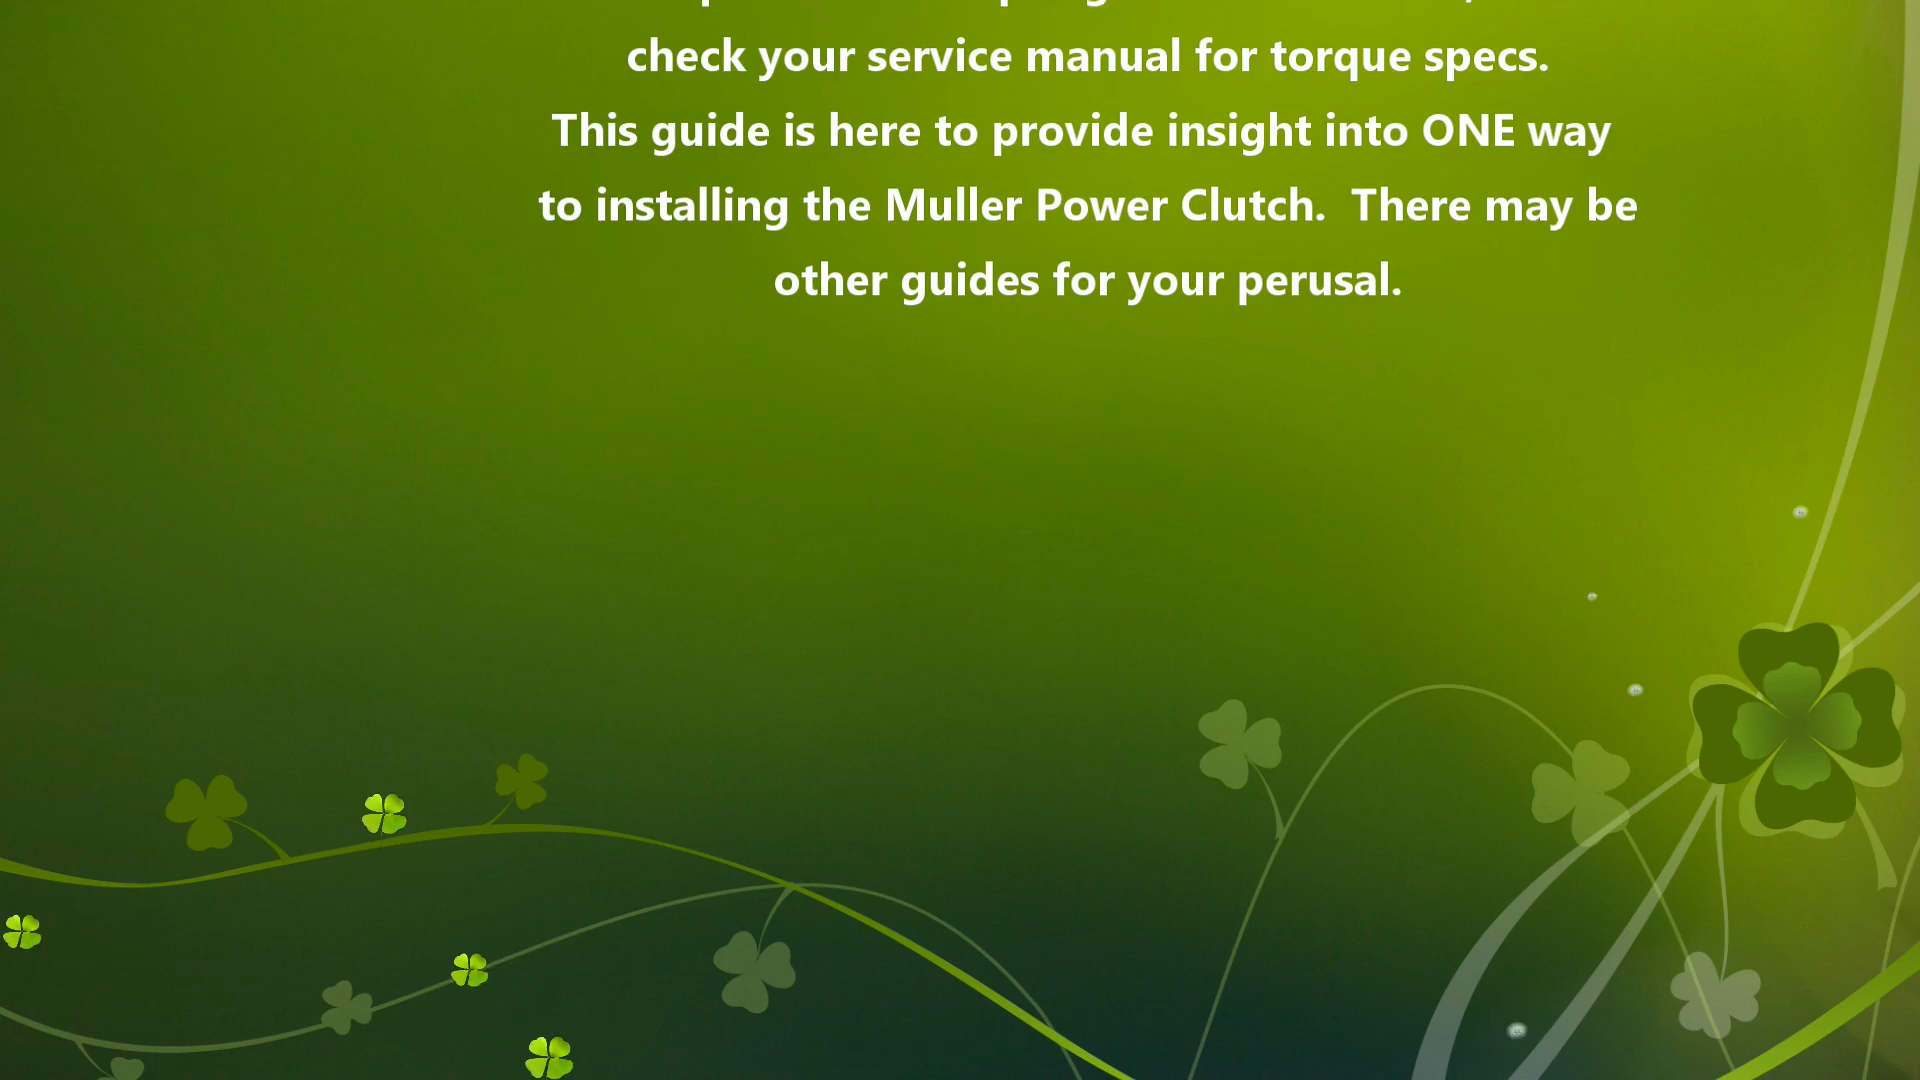 check your service manual for torque specs.
This guide is here to provide insight into ONE way
to installing the Muller Power Clutch.  There may be
other guides for your perusal.